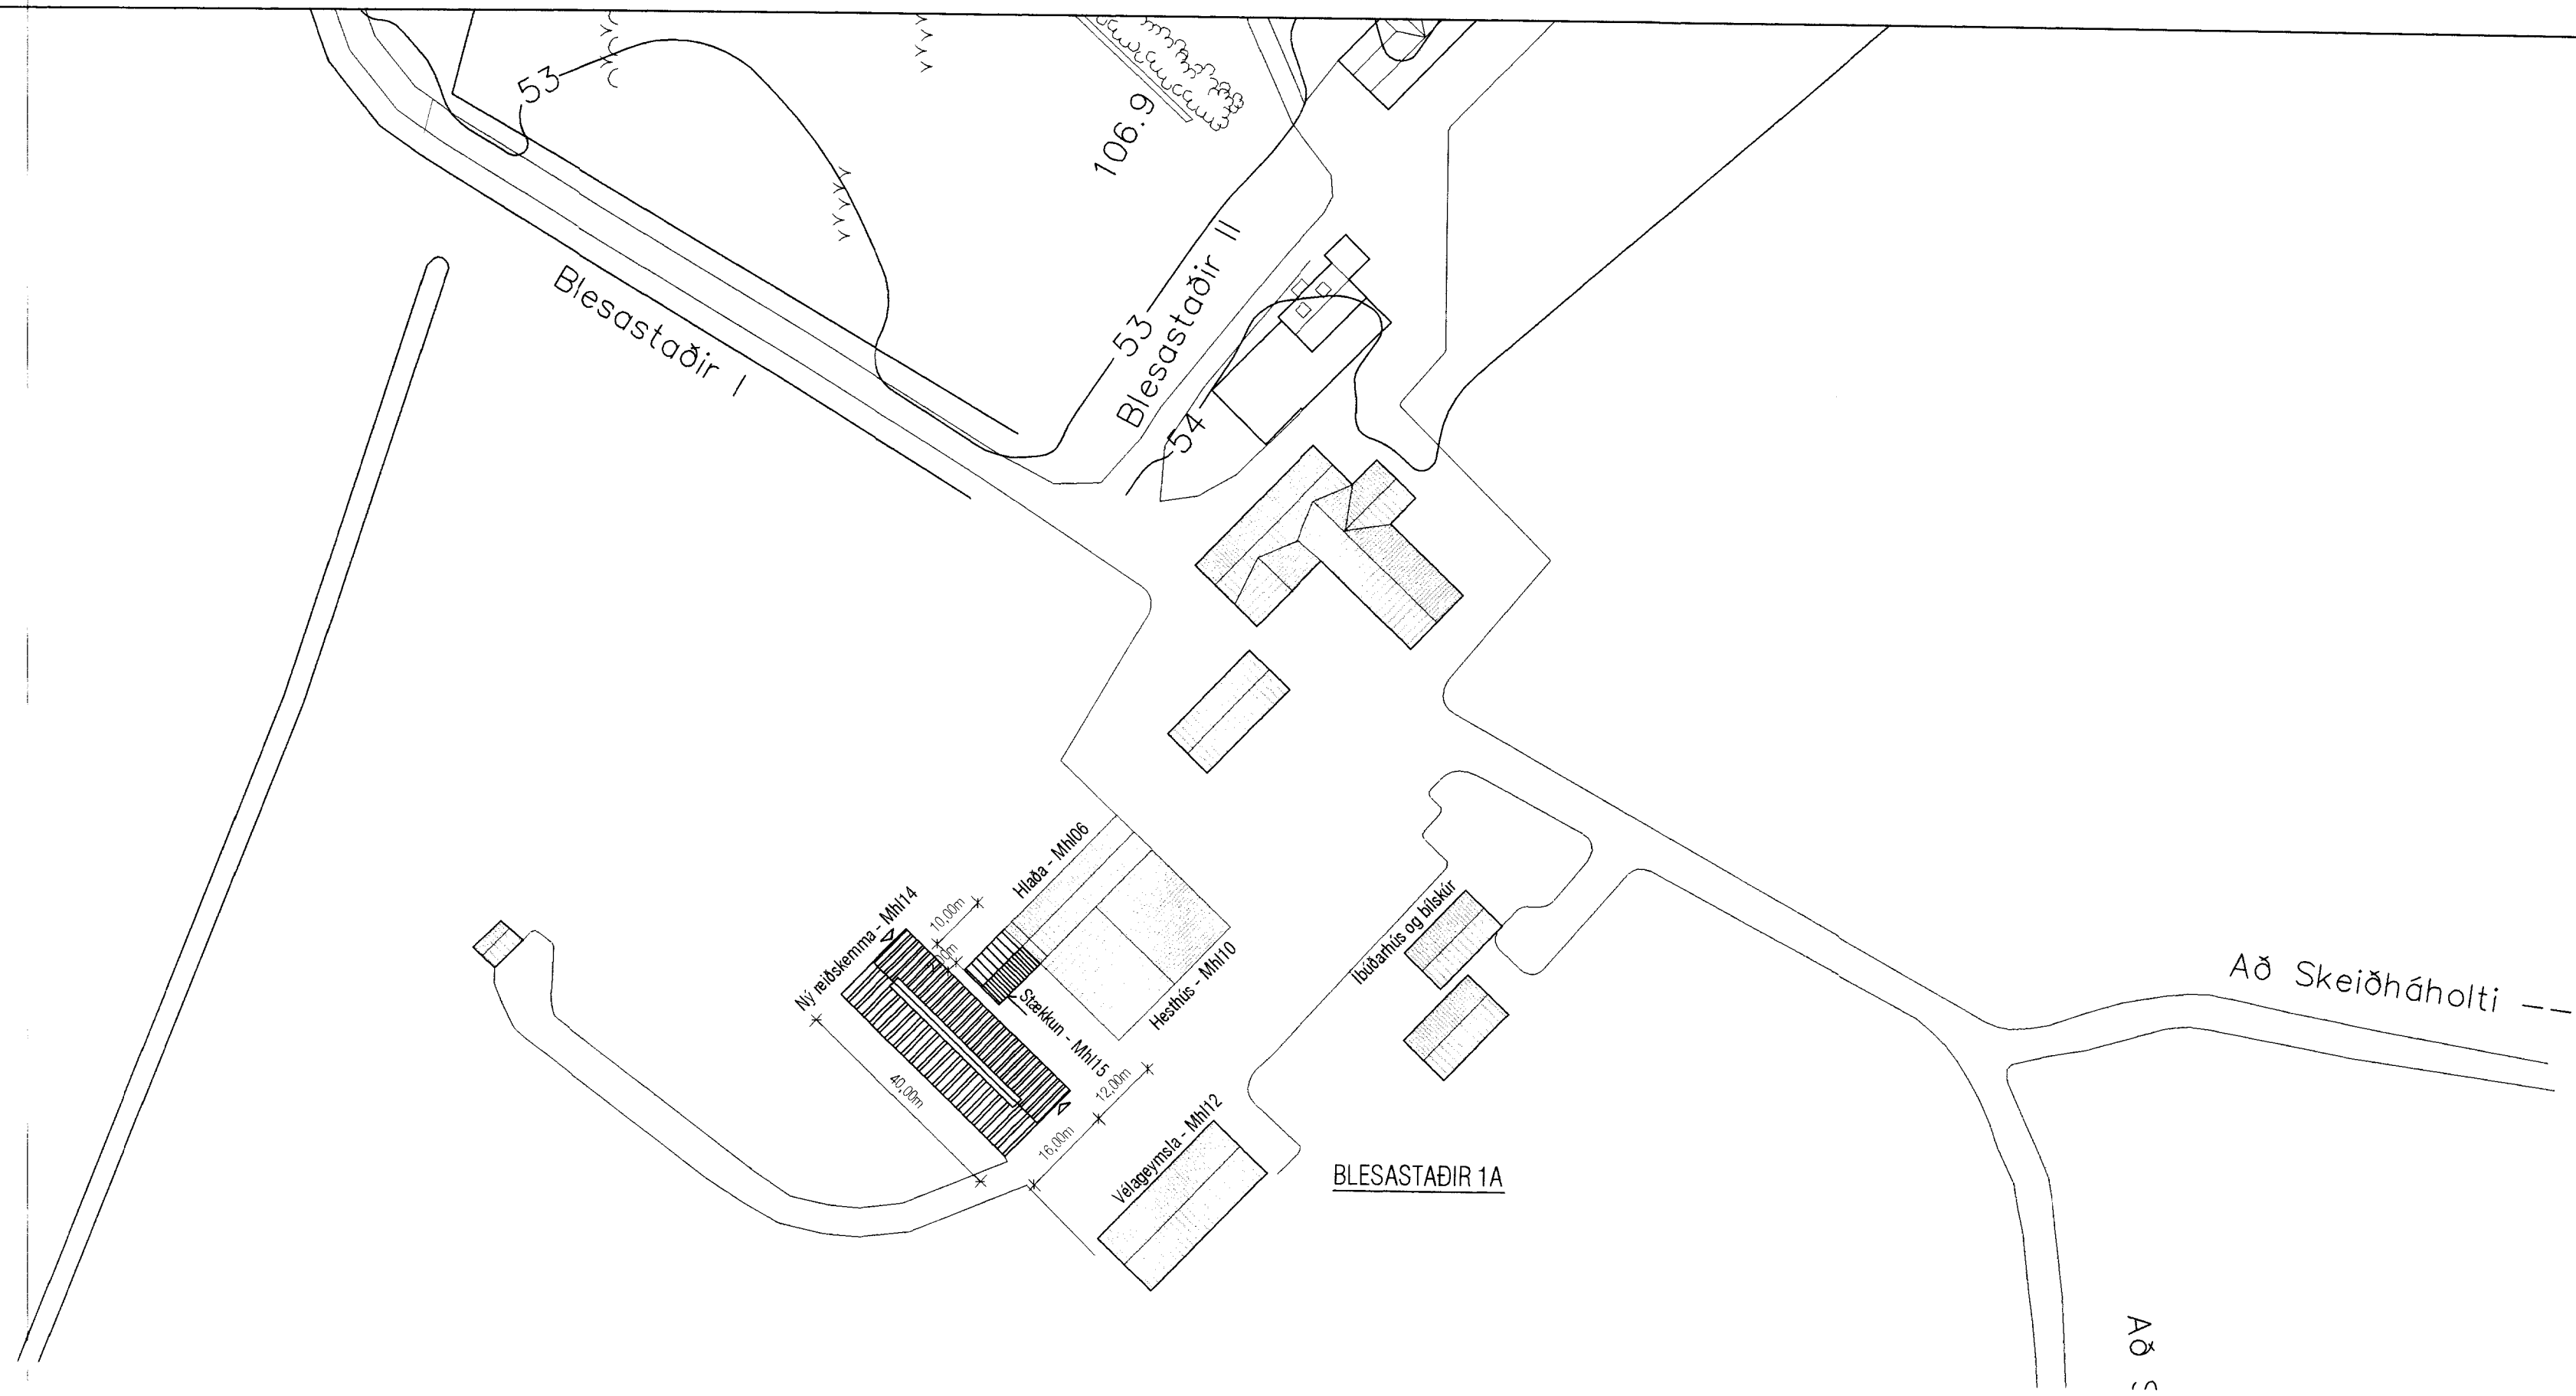 53
106.9
Blesastaðir I
53
Blesastaðir II
54
Hlaða - Mhl06
Ný reiðskemma - Mhl14
10,00m
Stækkun - Mhl15
Hesthús - Mhl10
40,00m
12,00m
16,00m
Vélageymsla - Mhl12
Íbúðarhús og bílskúr
BLESASTAÐIR 1A
Að Skeiðháholti --
Að